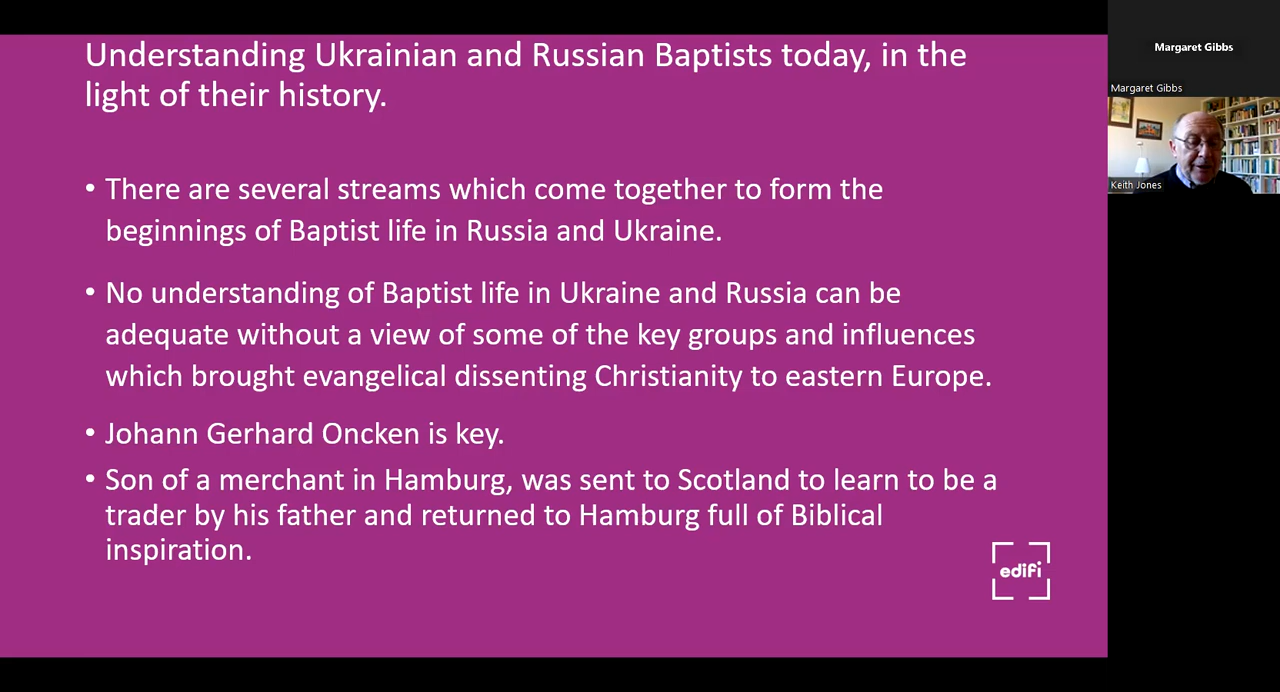 Understanding Ukrainian and Russian Baptists today, in the
light of their history.
• There are several streams which come together to form the
beginnings of Baptist life in Russia and Ukraine.
• No understanding of Baptist life in Ukraine and Russia can be
adequate without a view of some of the key groups and influences
which brought evangelical dissenting Christianity to eastern Europe.
• Johann Gerhard Oncken is key.
• Son of a merchant in Hamburg, was sent to Scotland to learn to be a
trader by his father and returned to Hamburg full of Biblical
inspiration.
edifi
Margaret Gibbs
Margaret Gibbs
Keith Jones